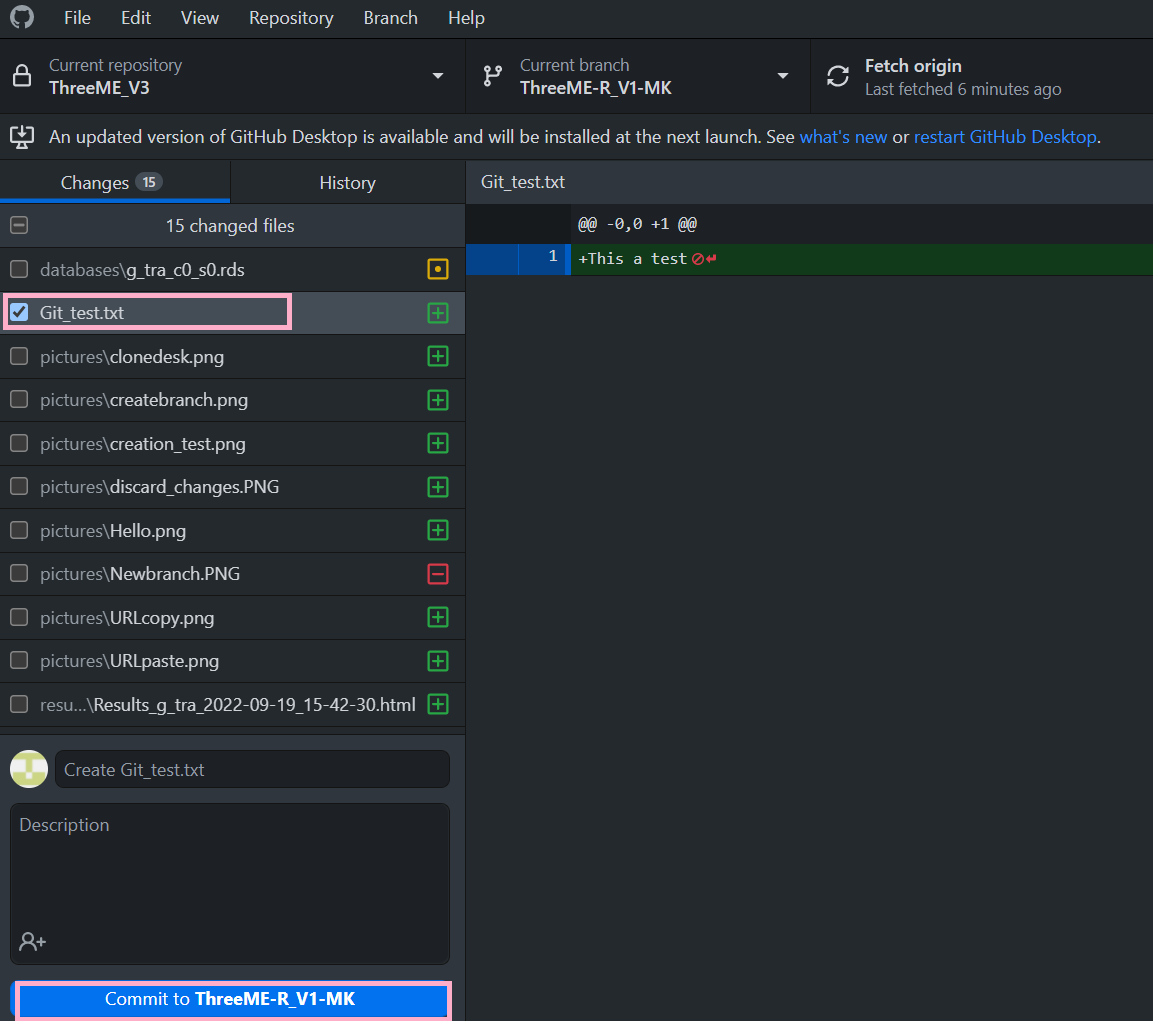 File Edit View Repository Branch Help
Current repository
ThreeME_V3
Current branch
ThreeME-R_V1-MK
Fetch origin
Last fetched 6 minutes ago
An updated version of GitHub Desktop is available and will be installed at the next launch. See what's new or restart GitHub Desktop.
Changes 15
History
15 changed files
databases\g_tra_c0_s0.rds
Git_test.txt
pictures\clonedesk.png
pictures\createbranch.png
pictures\creation_test.png
pictures\discard_changes.PNG
pictures\Hello.png
pictures\Newbranch.PNG
pictures\URLcopy.png
pictures\URLpaste.png
resu...\Results_g_tra_2022-09-19_15-42-30.html
Create Git_test.txt
Description
Commit to ThreeME-R_V1-MK
Git_test.txt
@@ -0,0 +1 @@
1 +This a test